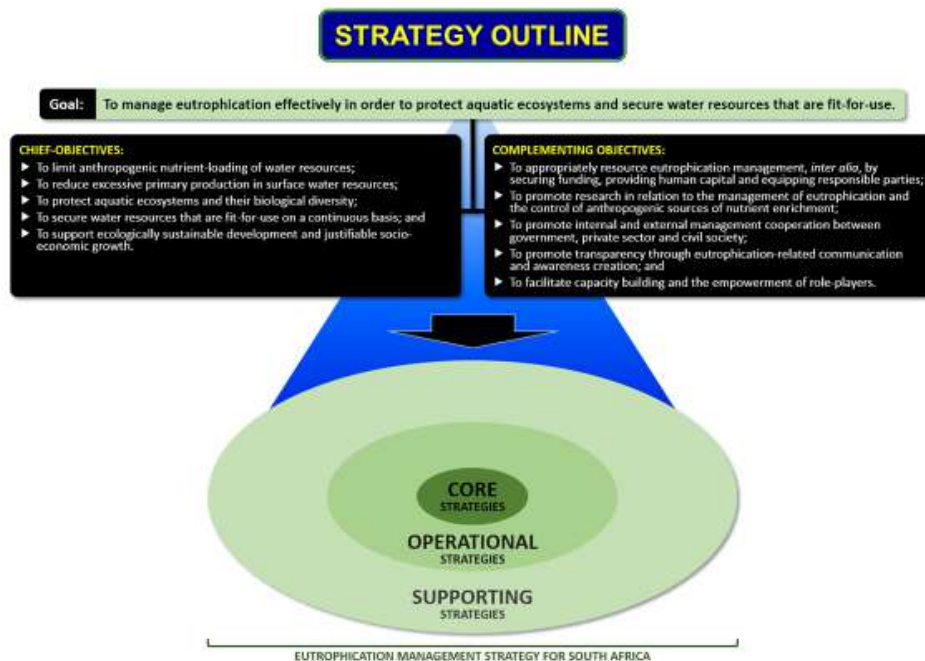 STRATEGY OUTLINE
Goal: To manage eutrophication effectively in order to protect aquatic ecosystems and secure water resources that are fit-for-use.
CHIEF-OBJECTIVES:
► To limit anthropogenic nutrient-loading of water resources;
► To reduce excessive primary production in surface water resources;
► To protect aquatic ecosystems and their biological diversity;
► To secure water resources that are fit-for-use on a continuous basis; and
► To support ecologically sustainable development and justifiable socio-
economic growth.
COMPLEMENTING OBJECTIVES:
► To appropriately resource eutrophication management, inter alia, by
securing funding, providing human capital and equipping responsible parties;
► To promote research in relation to the management of eutrophication and
the control of anthropogenic sources of nutrient enrichment;
► To promote internal and external management cooperation between
government, private sector and civil society;
► To promote transparency through eutrophication-related communication
and awareness creation; and
► To facilitate capacity building and the empowerment of role-players.
CORE
STRATEGIES
OPERATIONAL
STRATEGIES
SUPPORTING
STRATEGIES
EUTROPHICATION MANAGEMENT STRATEGY FOR SOUTH AFRICA